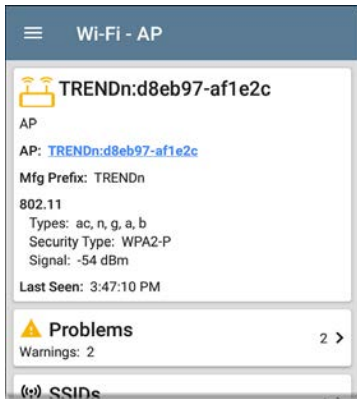 Wi-Fi - AP
TRENDn:d8eb97-af1e2c
AP
AP: TRENDn:d8eb97-af1e2c
Mfg Prefix: TRENDn
802.11
Types: ac, n, g, a, b
Security Type: WPA2-P
Signal: -54 dBm
Last Seen: 3:47:10 PM
Problems
2
Warnings: 2
SSIDs